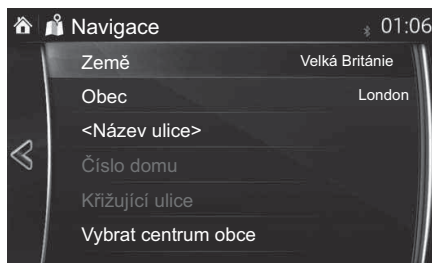 Navigace 01:06
Země Velká Británie
Obec London
<Název ulice>
Číslo domu
Křižující ulice
Vybrat centrum obce